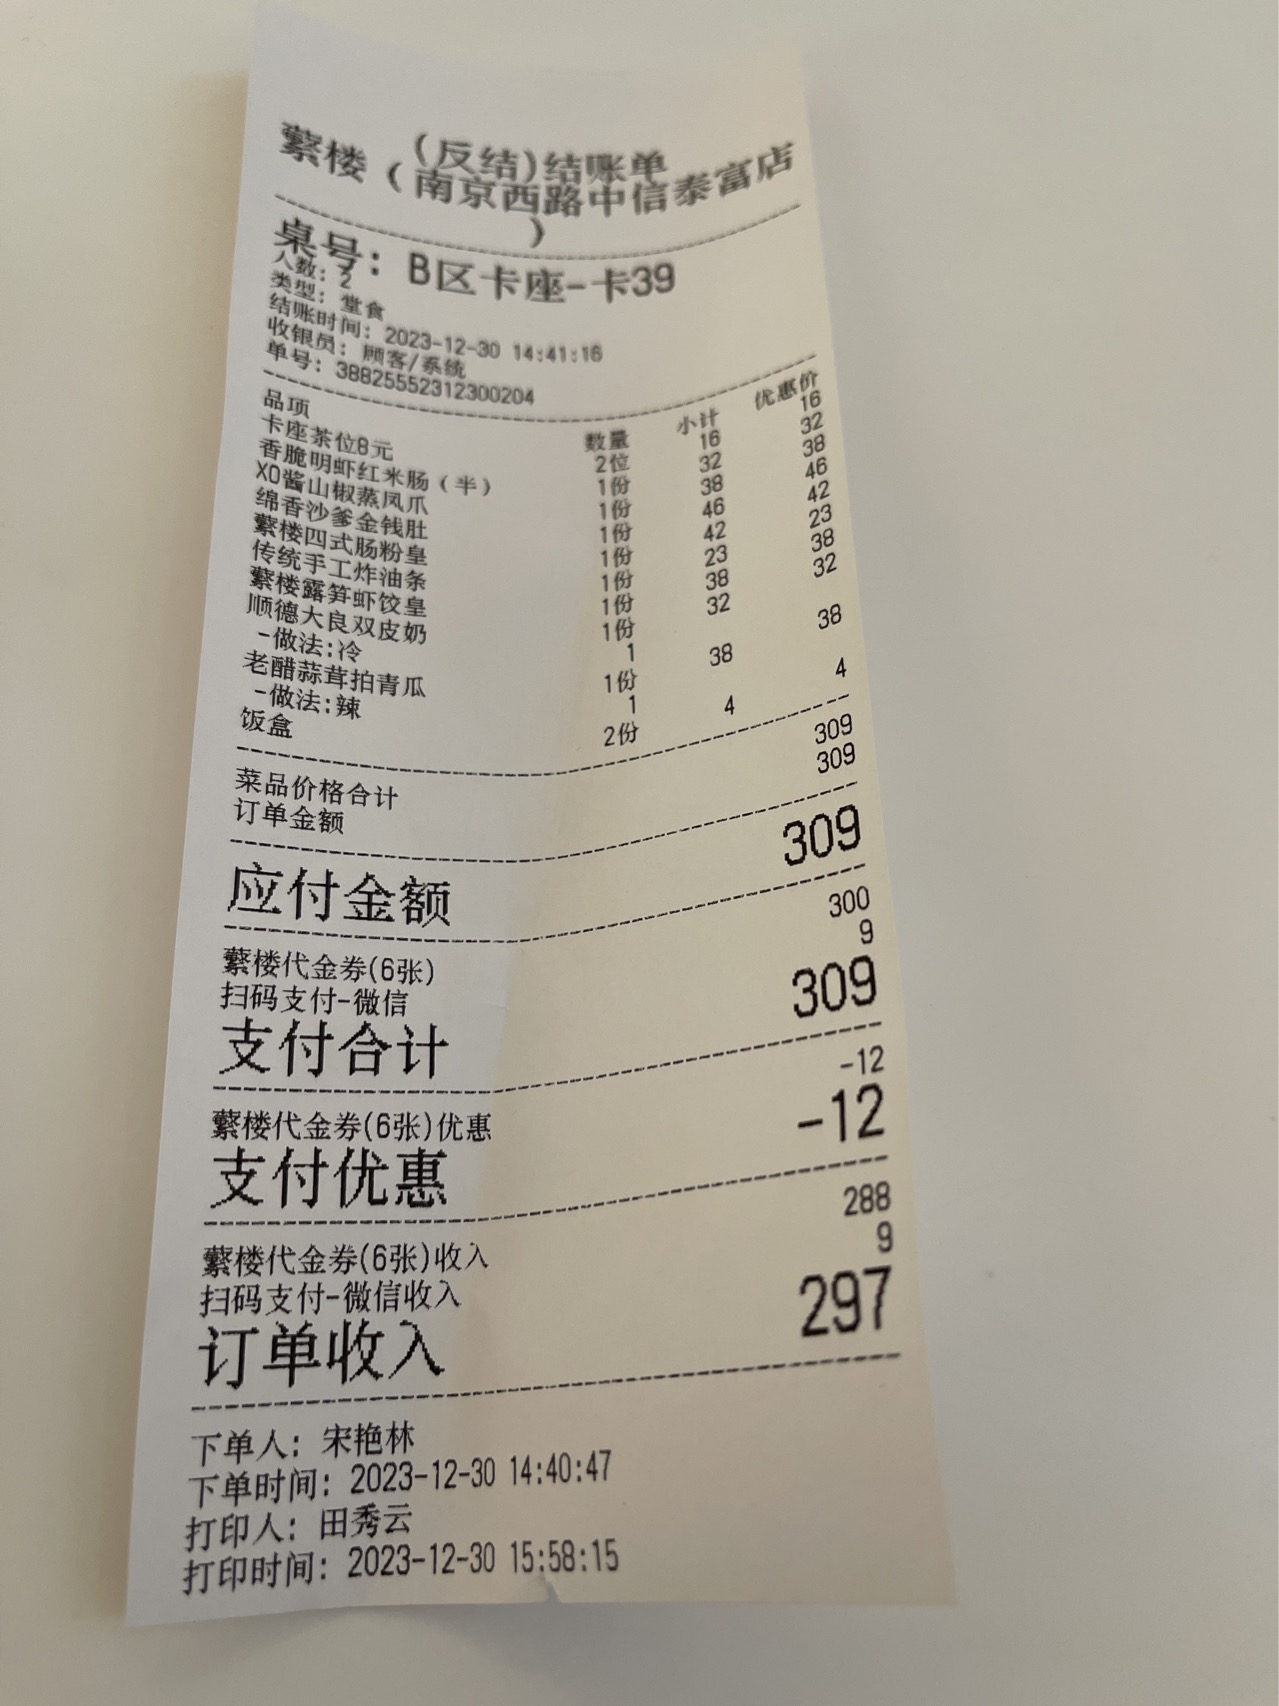 (反结)结账单
蘩楼（南京西路中信泰富店
）
桌号：B区卡座-卡39
人数：2
类型：堂食
结账时间：2023-12-30 14:41:16
收银员：顾客/系统
单号：388255552312300204
品项 数量 小计 优惠价
卡座茶位8元 2位 16 16
香脆明虾红米肠（半） 1份 32 32
XO酱山椒蒸凤爪 1份 38 38
绵香沙爹金钱肚 1份 46 46
蘩楼四式肠粉皇 1份 42 42
传统手工炸油条 1份 23 23
蘩楼露笋虾饺皇 1份 38 38
顺德大良双皮奶 1份 32 32
-做法:冷 1
老醋蒜茸拍青瓜 1份 38 38
-做法:辣 1
饭盒 2份 4 4
菜品价格合计 309
订单金额 309
应付金额 309
蘩楼代金券(6张) 300
扫码支付-微信 9
支付合计 309
蘩楼代金券(6张)优惠 -12
支付优惠 -12
蘩楼代金券(6张)收入 288
扫码支付-微信收入 9
订单收入 297
下单人：宋艳林
下单时间：2023-12-30 14:40:47
打印人：田秀云
打印时间：2023-12-30 15:58:15